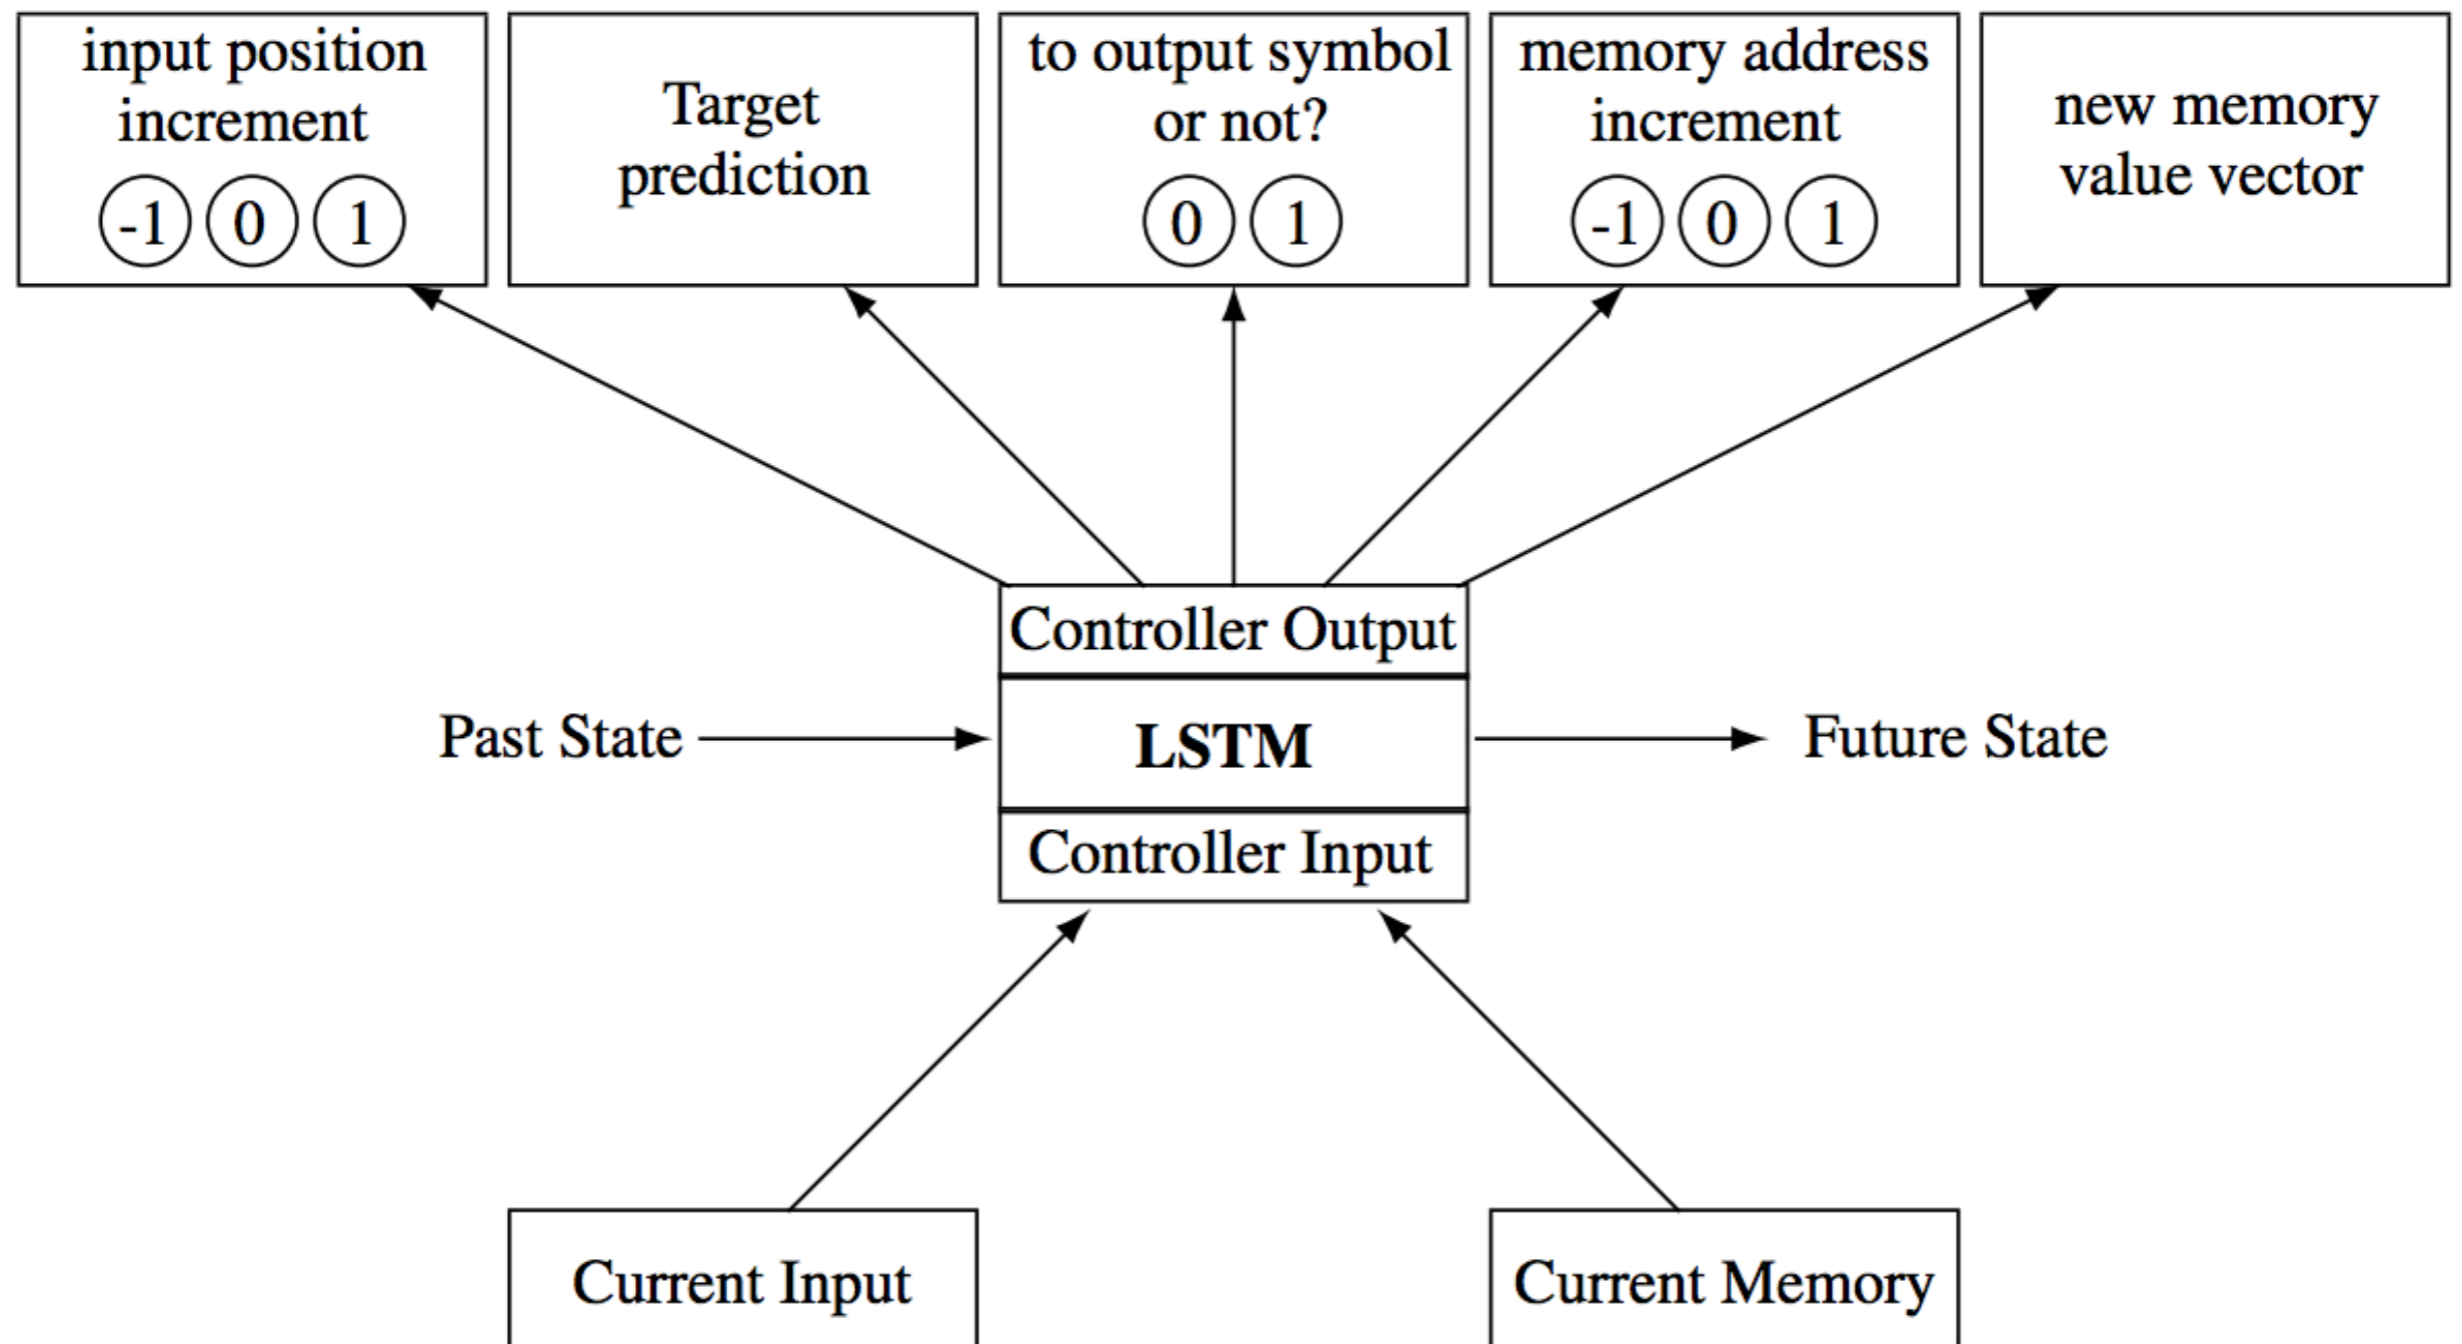 input position
increment
-1 0 1
Target
prediction
to output symbol
or not?
0 1
memory address
increment
-1 0 1
new memory
value vector
Controller Output
Past State
LSTM
Future State
Controller Input
Current Input
Current Memory